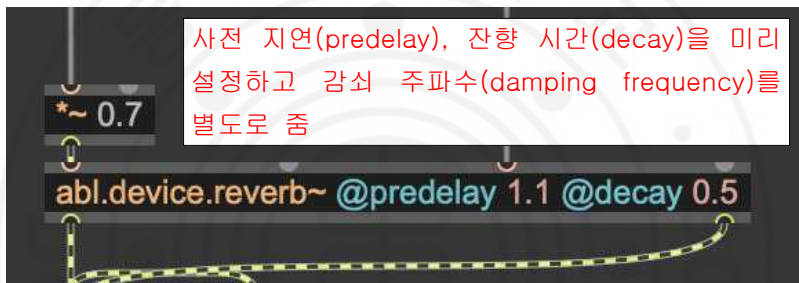 사전 지연(predelay), 잔향 시간(decay)을 미리
설정하고 감쇠 주파수(damping frequency)를
별도로 줌
*~ 0.7
abl.device.reverb~ @predelay 1.1 @decay 0.5